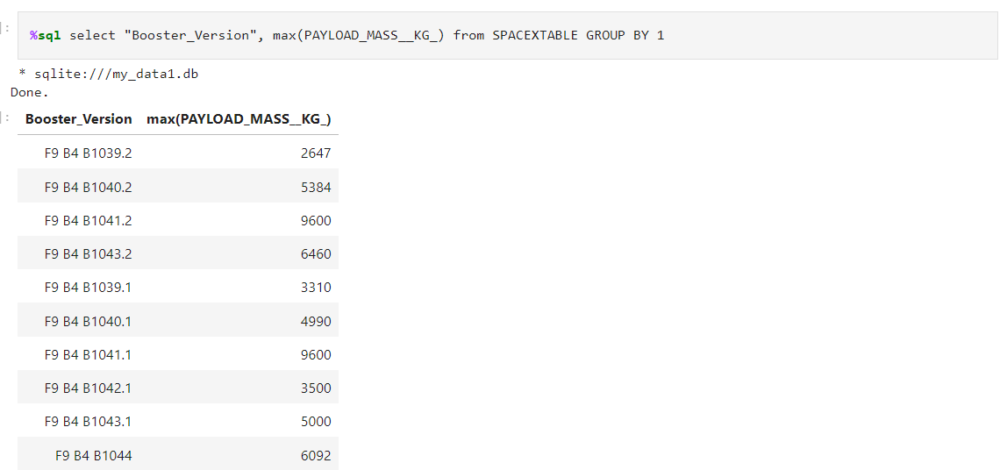 ]:
%sql select "Booster_Version", max(PAYLOAD_MASS__KG_) from SPACEXTABLE GROUP BY 1
* sqlite:///my_data1.db
Done.
]:
Booster_Version max(PAYLOAD_MASS__KG_)
F9 B4 B1039.2 2647
F9 B4 B1040.2 5384
F9 B4 B1041.2 9600
F9 B4 B1043.2 6460
F9 B4 B1039.1 3310
F9 B4 B1040.1 4990
F9 B4 B1041.1 9600
F9 B4 B1042.1 3500
F9 B4 B1043.1 5000
F9 B4 B1044 6092